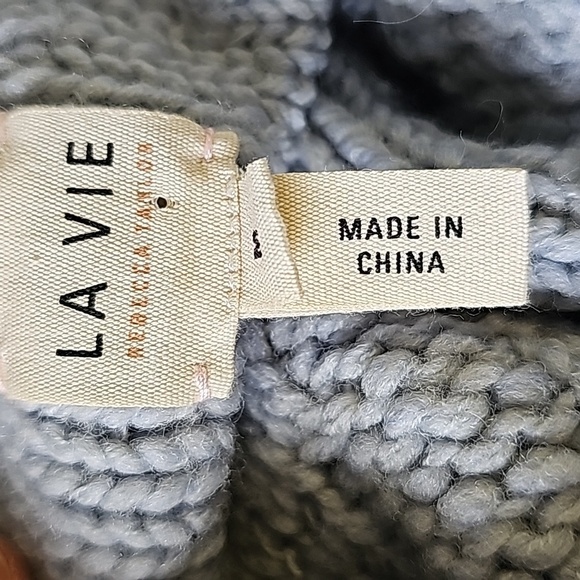 LA VIE
REBECCA TAYLOR
S
MADE IN
CHINA